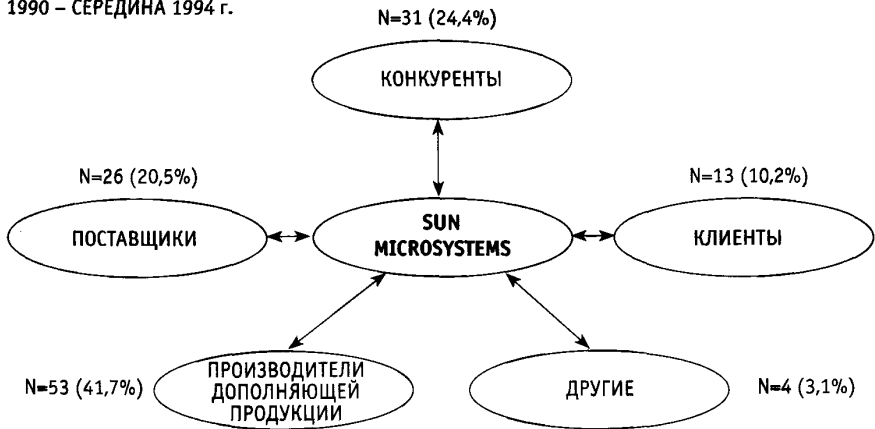 1990 – СЕРЕДИНА 1994 г.
N=31 (24,4%)
КОНКУРЕНТЫ
N=26 (20,5%)
N=13 (10,2%)
ПОСТАВЩИКИ
SUN
MICROSYSTEMS
КЛИЕНТЫ
N=53 (41,7%)
ПРОИЗВОДИТЕЛИ
ДОПОЛНЯЮЩЕЙ
ПРОДУКЦИИ
ДРУГИЕ
N=4 (3,1%)